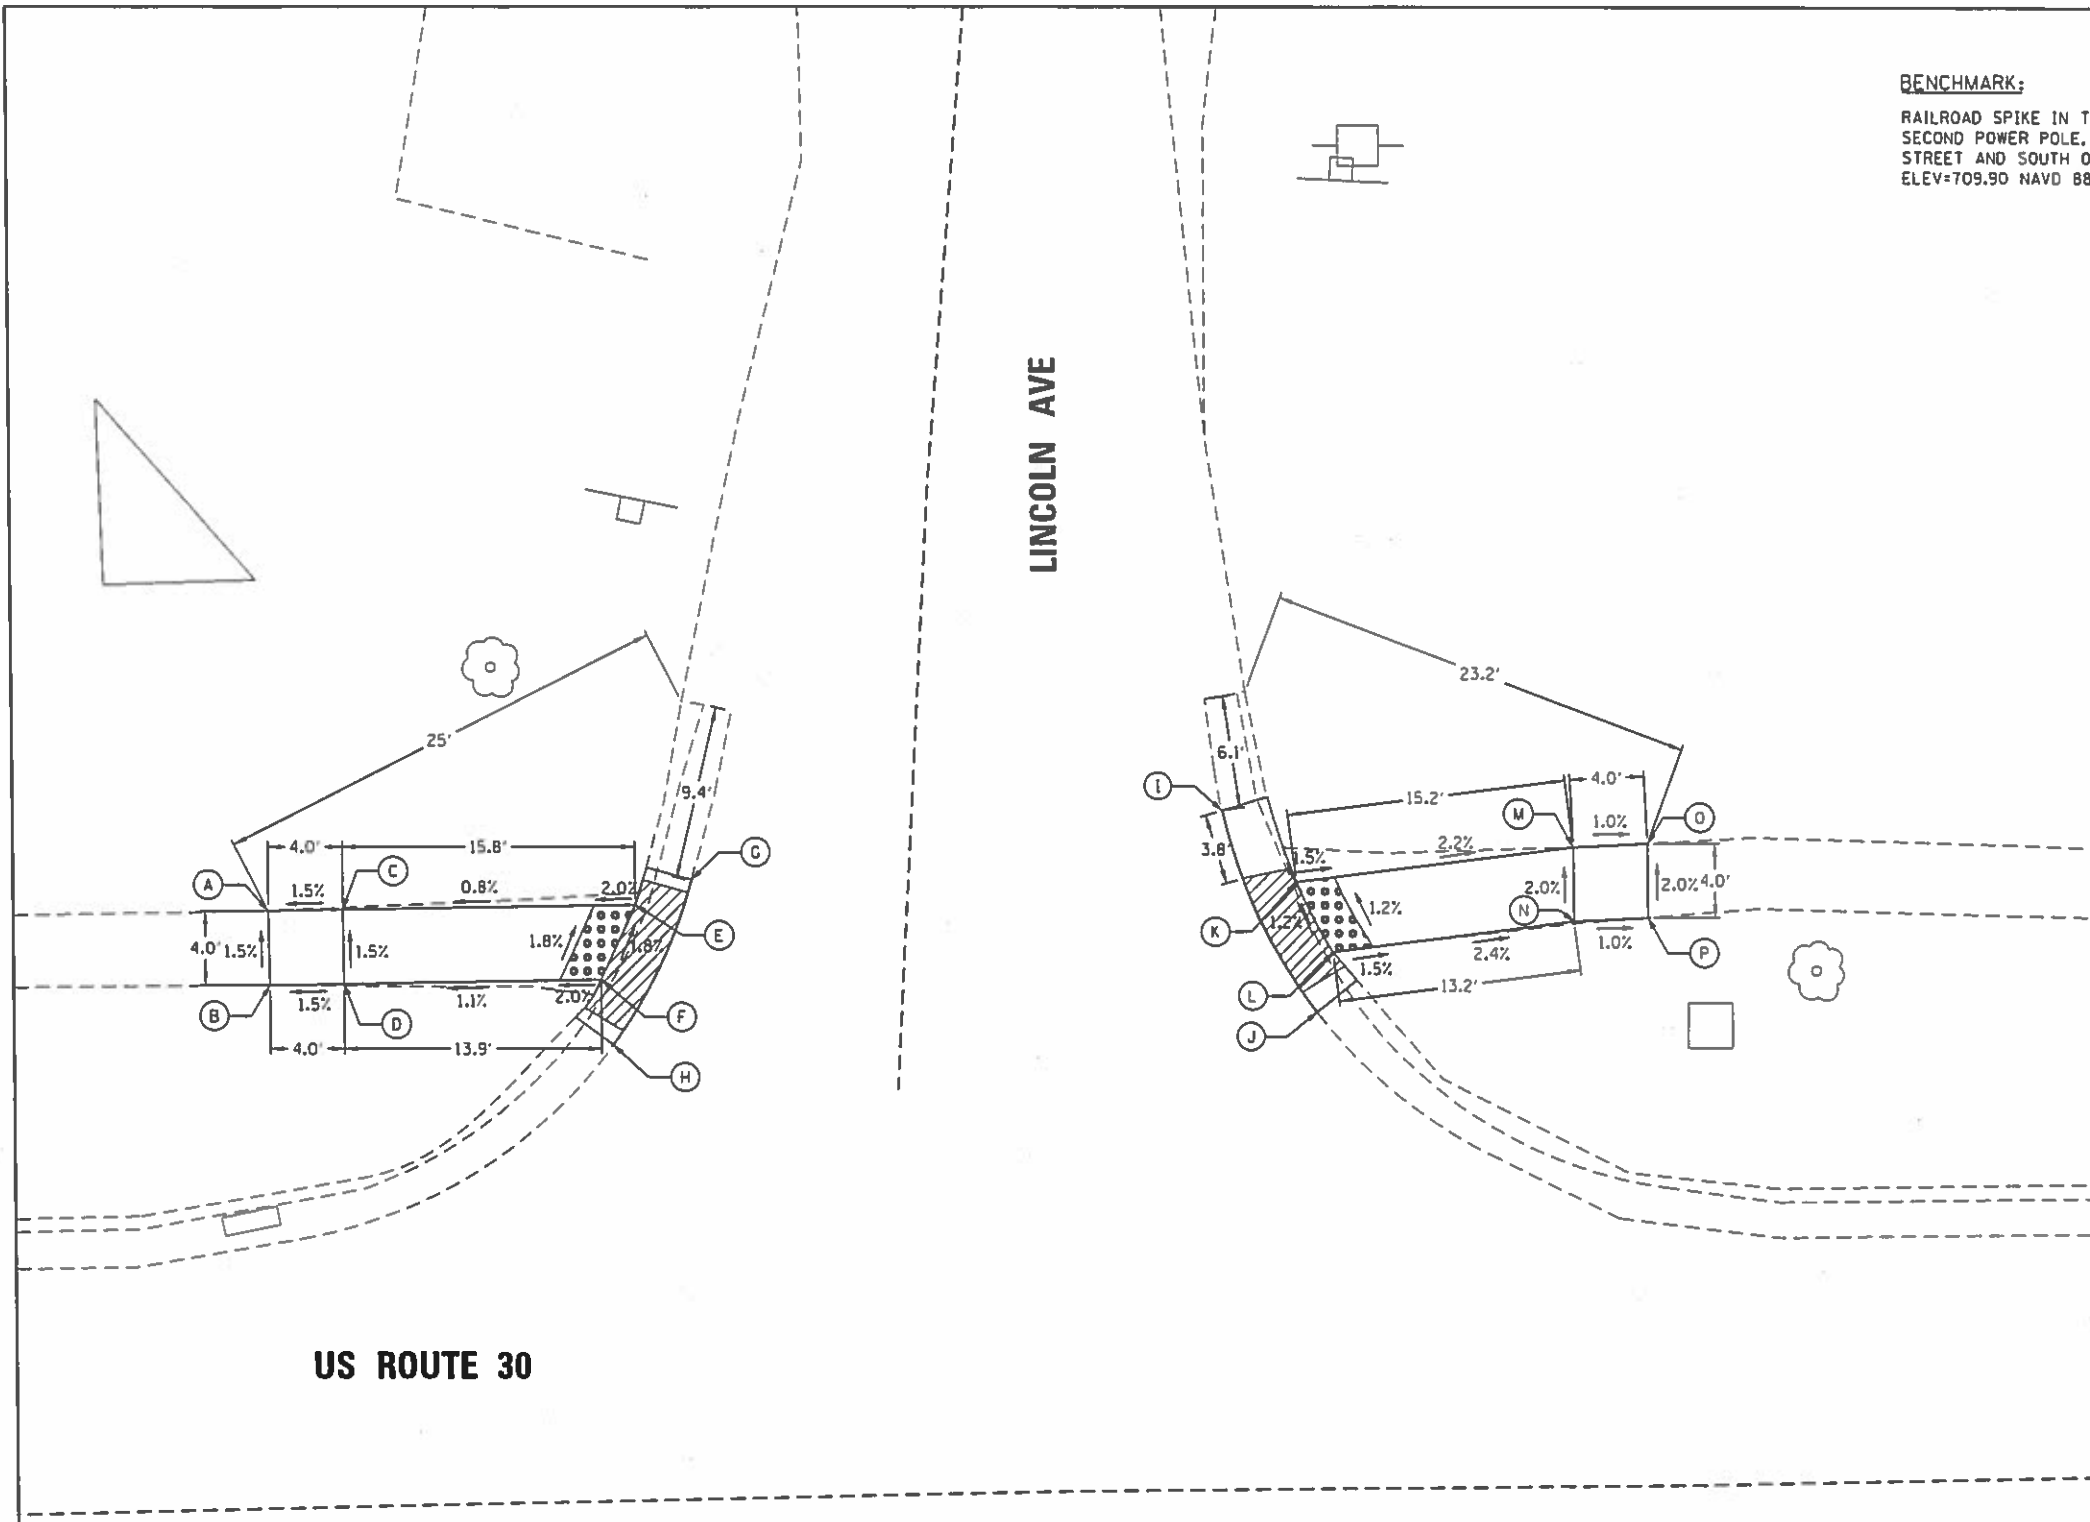 BENCHMARK:
RAILROAD SPIKE IN T
SECOND POWER POLE,
STREET AND SOUTH O
ELEV=709.90 NAVD 88
LINCOLN AVE
US ROUTE 30
25'
9.4'
4.0'
15.8'
A
C
G
1.5%
0.8%
2.0%
E
4.0'
1.5%
1.5%
1.8%
1.8%
B
1.5%
D
1.1%
2.0%
F
4.0'
13.9'
H
23.2'
6.1'
I
3.8'
15.2'
4.0'
M
1.0%
O
1.5%
2.2%
2.0%
2.0%
4.0'
K
1.2%
1.2%
N
1.5%
2.4%
1.0%
P
L
13.2'
J